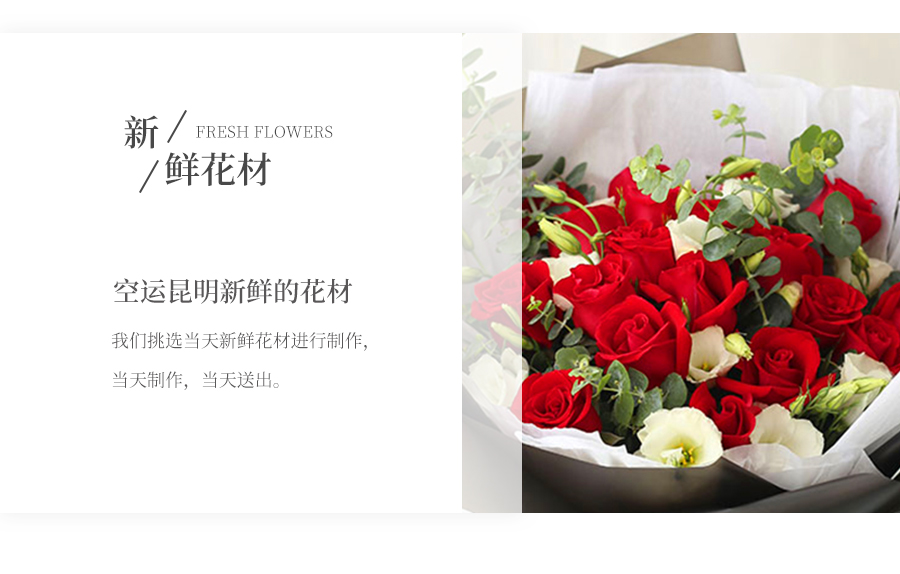 新
FRESH FLOWERS
鲜花材
空运昆明新鲜的花材
我们挑选当天新鲜花材进行制作，
当天制作，当天送出。